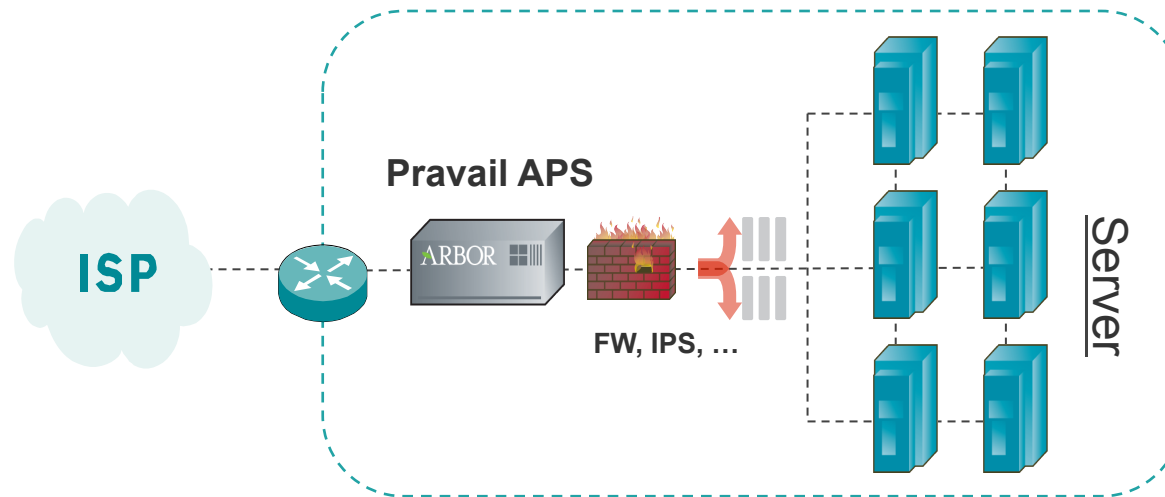 Pravail APS
ISP
ARBOR
FW, IPS, …
Server